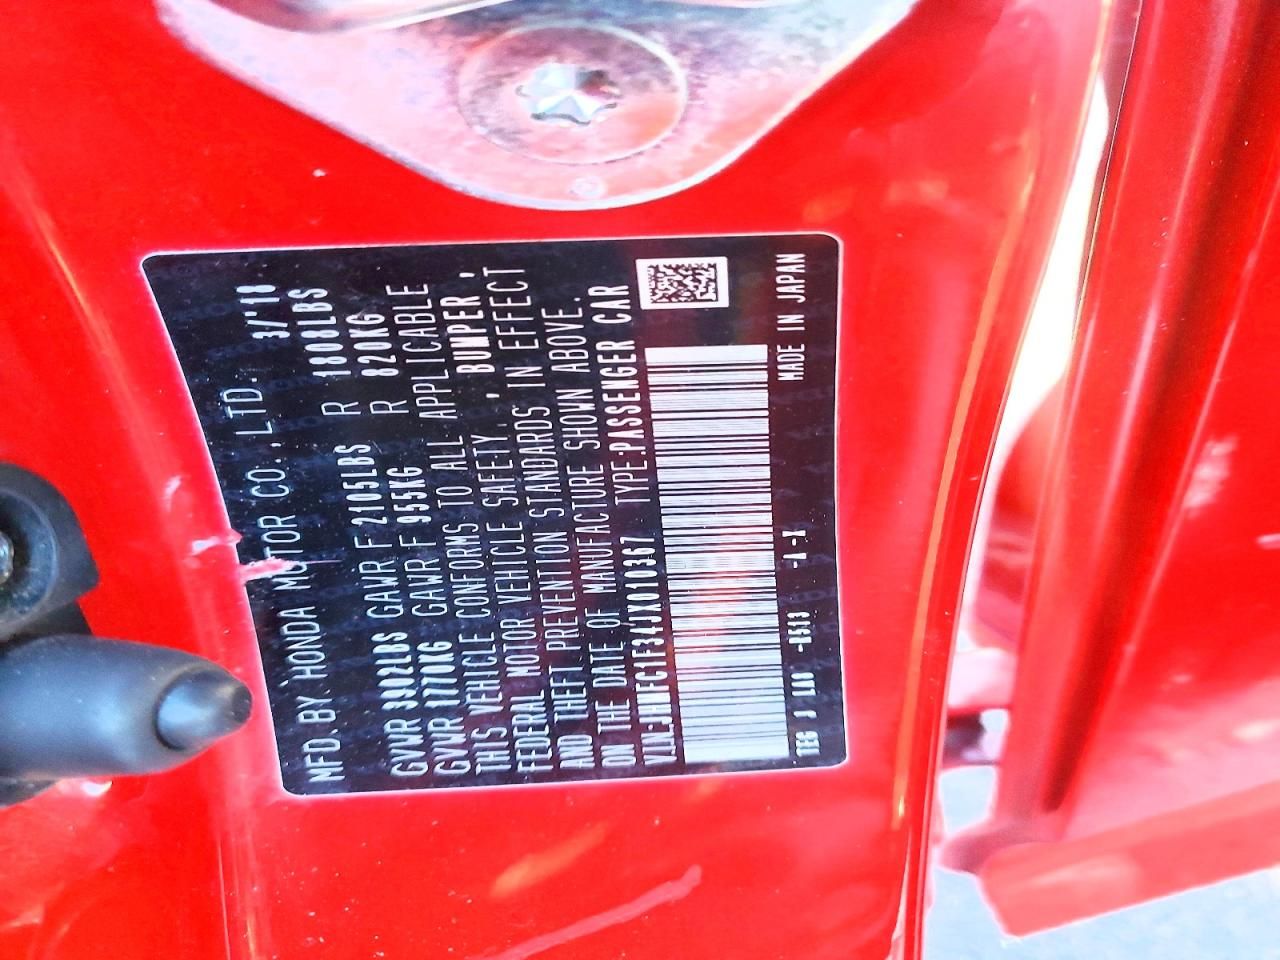 MFD. BY HONDA MOTOR CO., LTD. 3/'18
GVWR 3902LBS GAWR F 2105LBS R 1808LBS
GVWR 1770KG GAWR F 955KG R 820KG
THIS VEHICLE CONFORMS TO ALL APPLICABLE
FEDERAL MOTOR VEHICLE SAFETY, BUMPER,
AND THEFT PREVENTION STANDARDS IN EFFECT
ON THE DATE OF MANUFACTURE SHOWN ABOVE.
V.I.N.:JHMFC1F34JX010367 TYPE:PASSENGER CAR
-R513 -A-X
MADE IN JAPAN